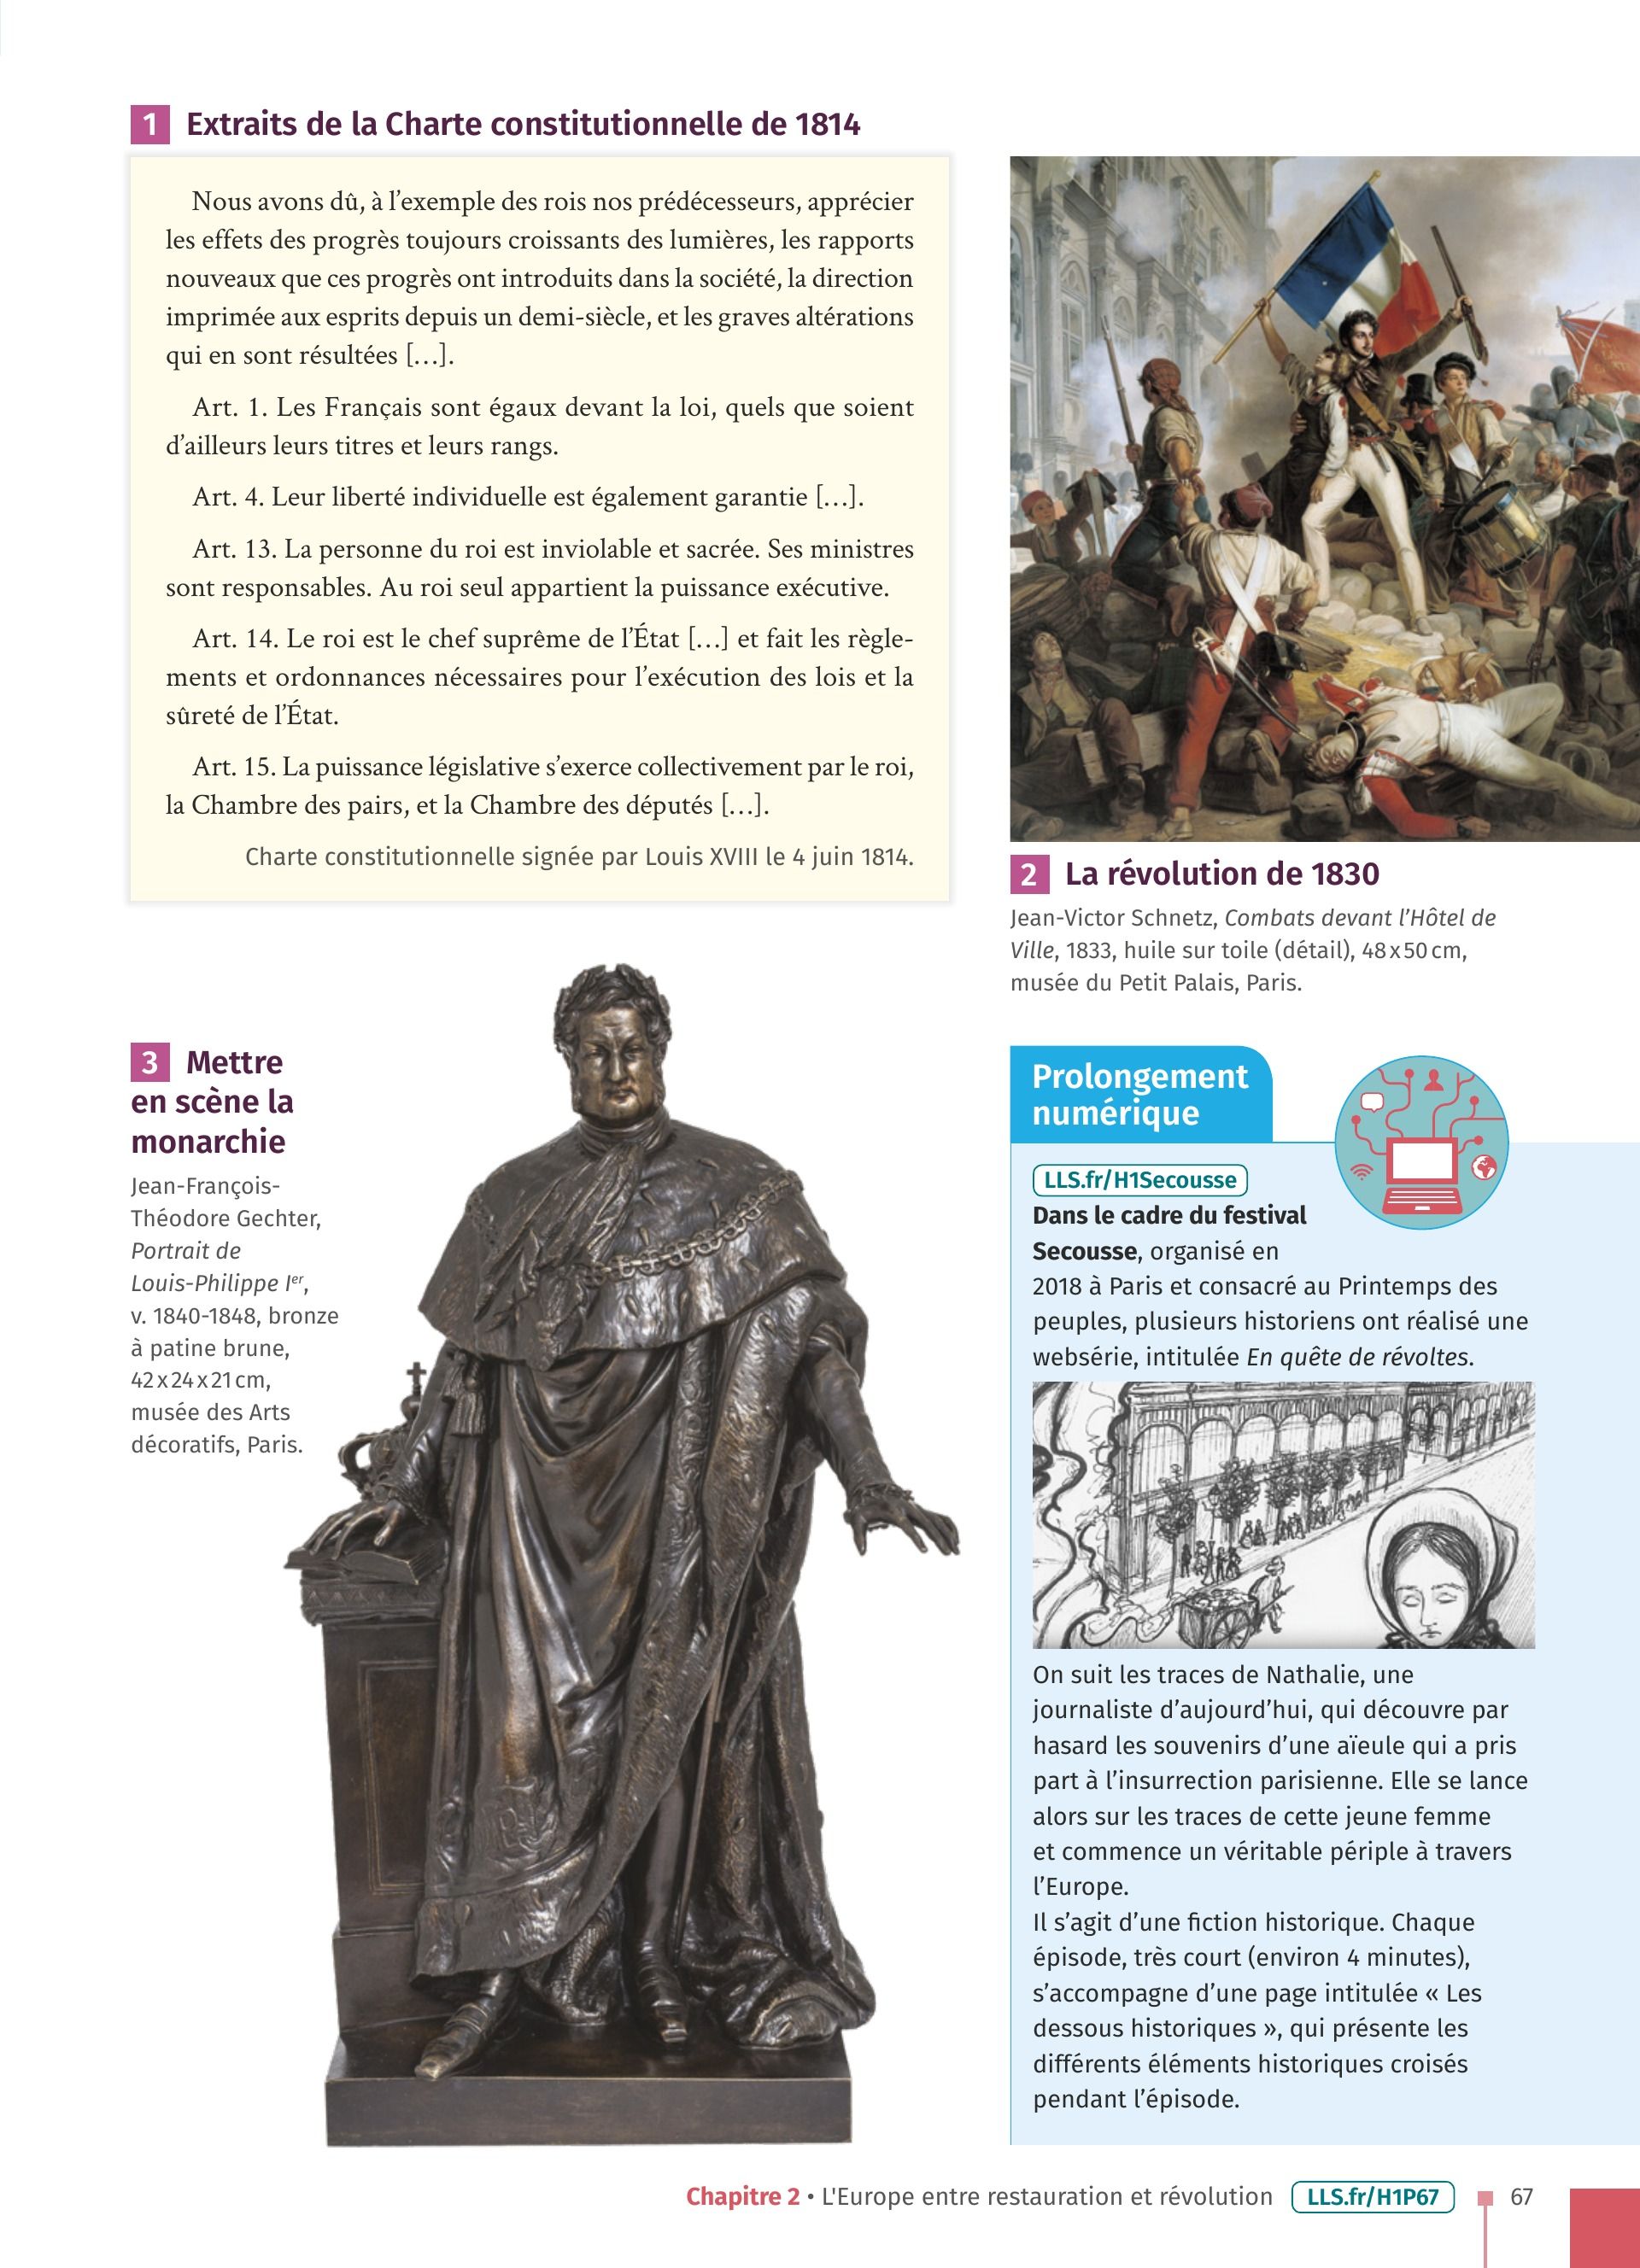 1 Extraits de la Charte constitutionnelle de 1814
Nous avons dû, à l’exemple des rois nos prédécesseurs, apprécier
les effets des progrès toujours croissants des lumières, les rapports
nouveaux que ces progrès ont introduits dans la société, la direction
imprimée aux esprits depuis un demi-siècle, et les graves altérations
qui en sont résultées […].
Art. 1. Les Français sont égaux devant la loi, quels que soient
d’ailleurs leurs titres et leurs rangs.
Art. 4. Leur liberté individuelle est également garantie […].
Art. 13. La personne du roi est inviolable et sacrée. Ses ministres
sont responsables. Au roi seul appartient la puissance exécutive.
Art. 14. Le roi est le chef suprême de l’État […] et fait les règle-
ments et ordonnances nécessaires pour l’exécution des lois et la
sûreté de l’État.
Art. 15. La puissance législative s’exerce collectivement par le roi,
la Chambre des pairs, et la Chambre des députés […].
Charte constitutionnelle signée par Louis XVIII le 4 juin 1814.
2 La révolution de 1830
Jean-Victor Schnetz, Combats devant l’Hôtel de
Ville, 1833, huile sur toile (détail), 48 x 50 cm,
musée du Petit Palais, Paris.
3 Mettre
en scène la
monarchie
Jean-François-
Théodore Gechter,
Portrait de
Louis-Philippe Ier,
v. 1840-1848, bronze
à patine brune,
42 x 24 x 21 cm,
musée des Arts
décoratifs, Paris.
Prolongement
numérique
LLS.fr/H1Secousse
Dans le cadre du festival
Secousse, organisé en
2018 à Paris et consacré au Printemps des
peuples, plusieurs historiens ont réalisé une
websérie, intitulée En quête de révoltes.
On suit les traces de Nathalie, une
journaliste d’aujourd’hui, qui découvre par
hasard les souvenirs d’une aïeule qui a pris
part à l’insurrection parisienne. Elle se lance
alors sur les traces de cette jeune femme
et commence un véritable périple à travers
l’Europe.
Il s’agit d’une fiction historique. Chaque
épisode, très court (environ 4 minutes),
s’accompagne d’une page intitulée « Les
dessous historiques », qui présente les
différents éléments historiques croisés
pendant l’épisode.
Chapitre 2 • L'Europe entre restauration et révolution LLS.fr/H1P67 67